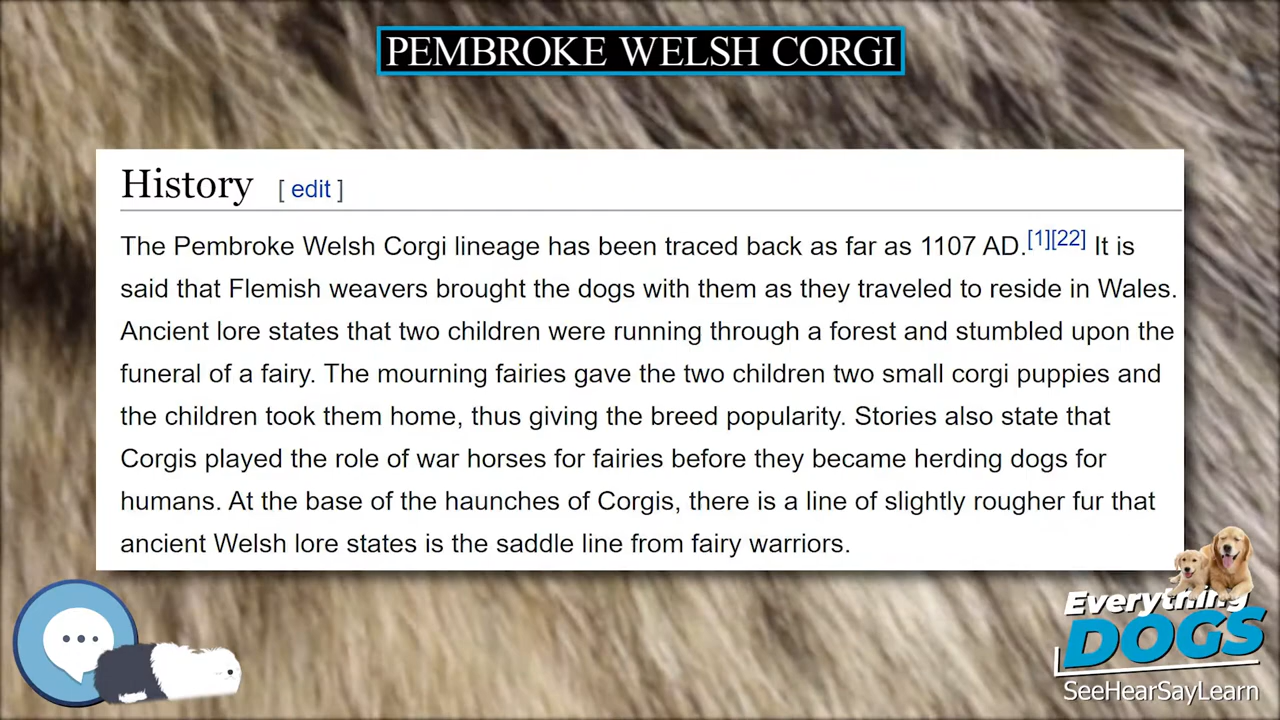 PEMBROKE WELSH CORGI
History [ edit ]
The Pembroke Welsh Corgi lineage has been traced back as far as 1107 AD.[1][22] It is
said that Flemish weavers brought the dogs with them as they traveled to reside in Wales.
Ancient lore states that two children were running through a forest and stumbled upon the
funeral of a fairy. The mourning fairies gave the two children two small corgi puppies and
the children took them home, thus giving the breed popularity. Stories also state that
Corgis played the role of war horses for fairies before they became herding dogs for
humans. At the base of the haunches of Corgis, there is a line of slightly rougher fur that
ancient Welsh lore states is the saddle line from fairy warriors.
Everything
DOGS
SeeHearSayLearn